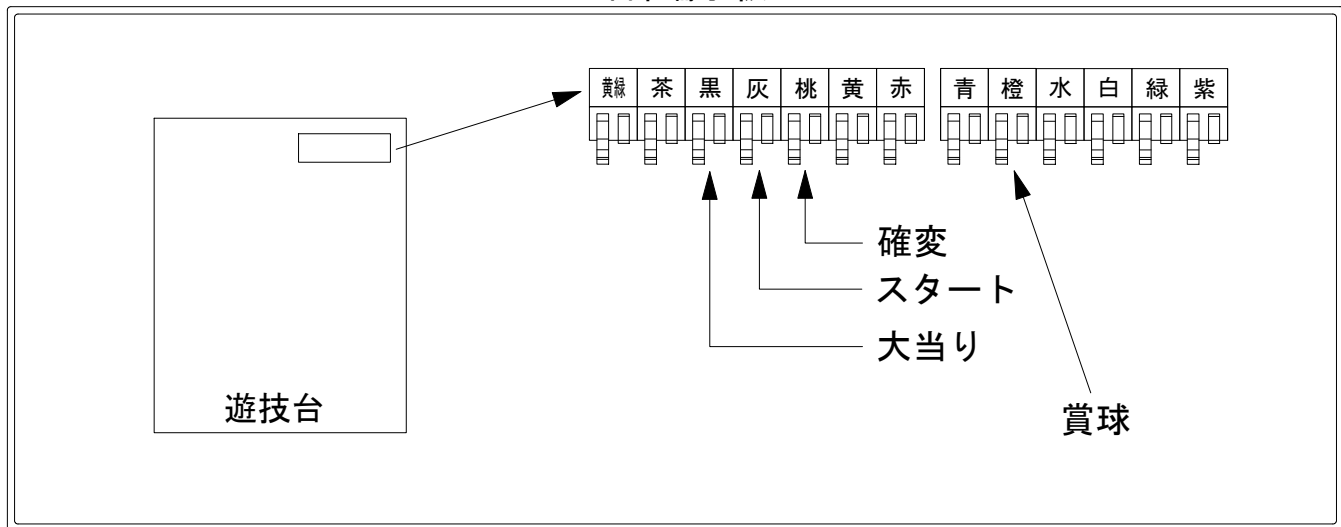 黄緑 茶 黒 灰 桃 黄 赤 青 橙 水 白 緑 紫
確変
スタート
大当り
遊技台
賞球